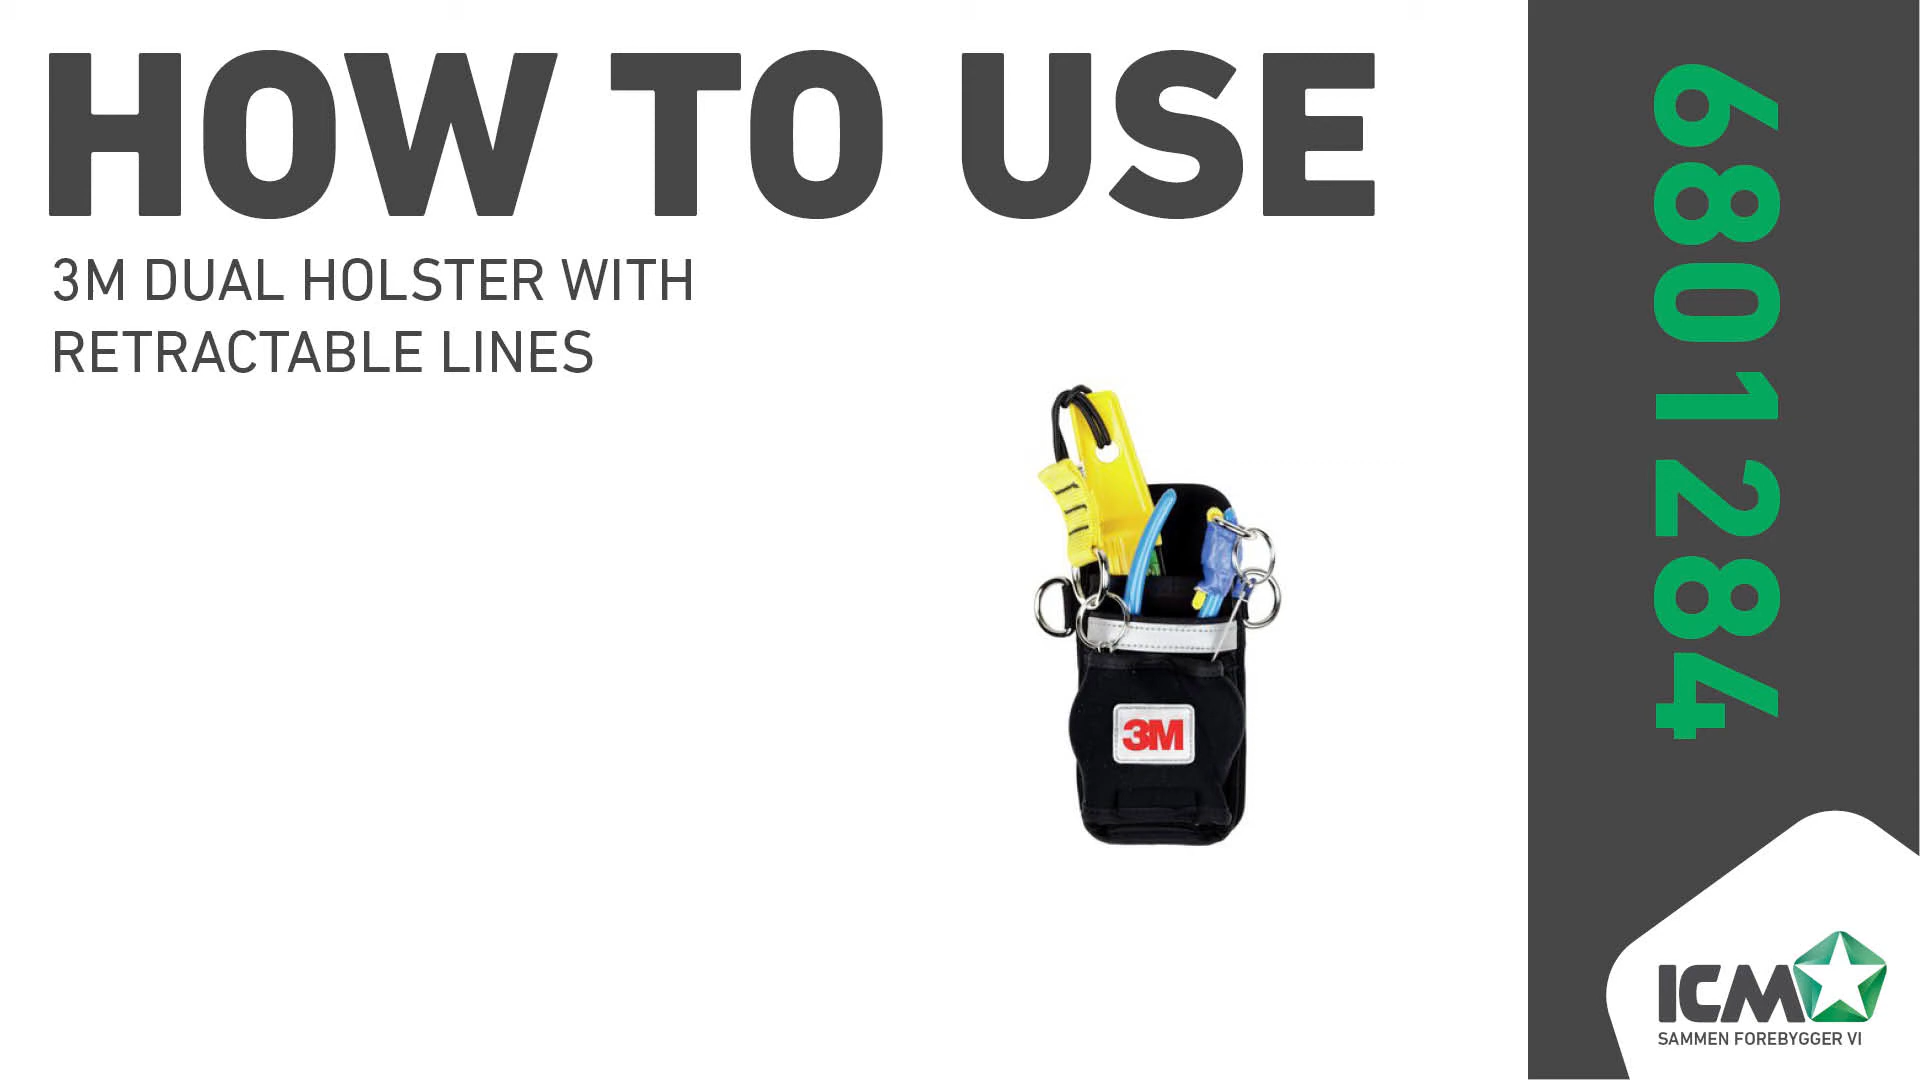 HOW TO USE
3M DUAL HOLSTER WITH
RETRACTABLE LINES
3M
6801284
ICM
SAMMEN FOREBYGGER VI